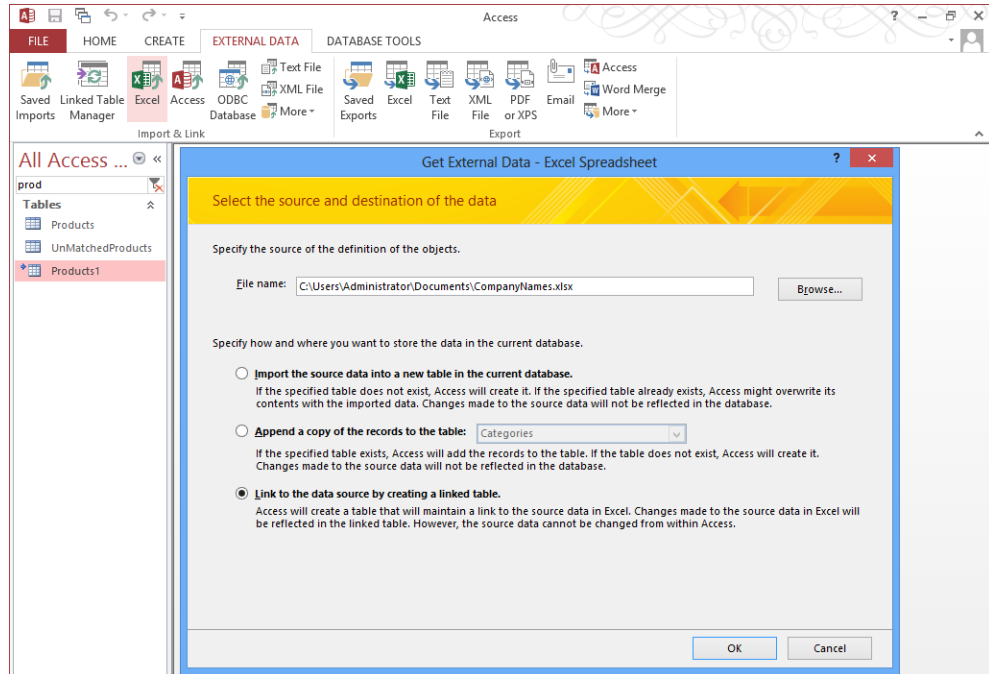 Access
?
FILE HOME CREATE EXTERNAL DATA DATABASE TOOLS
Saved Imports
Linked Table Manager
Excel
Access
ODBC Database
Text File
XML File
More
Saved Exports
Excel
Text File
XML File
PDF or XPS
Email
Access
Word Merge
More
Import & Link
Export
All Access ... «
prod
Tables
Products
UnMatchedProducts
Products1
Get External Data - Excel Spreadsheet
?
Select the source and destination of the data
Specify the source of the definition of the objects.
File name: C:\Users\Administrator\Documents\CompanyNames.xlsx Browse...
Specify how and where you want to store the data in the current database.
Import the source data into a new table in the current database.
If the specified table does not exist, Access will create it. If the specified table already exists, Access might overwrite its
contents with the imported data. Changes made to the source data will not be reflected in the database.
Append a copy of the records to the table: Categories
If the specified table exists, Access will add the records to the table. If the table does not exist, Access will create it.
Changes made to the source data will not be reflected in the database.
Link to the data source by creating a linked table.
Access will create a table that will maintain a link to the source data in Excel. Changes made to the source data in Excel will
be reflected in the linked table. However, the source data cannot be changed from within Access.
OK Cancel